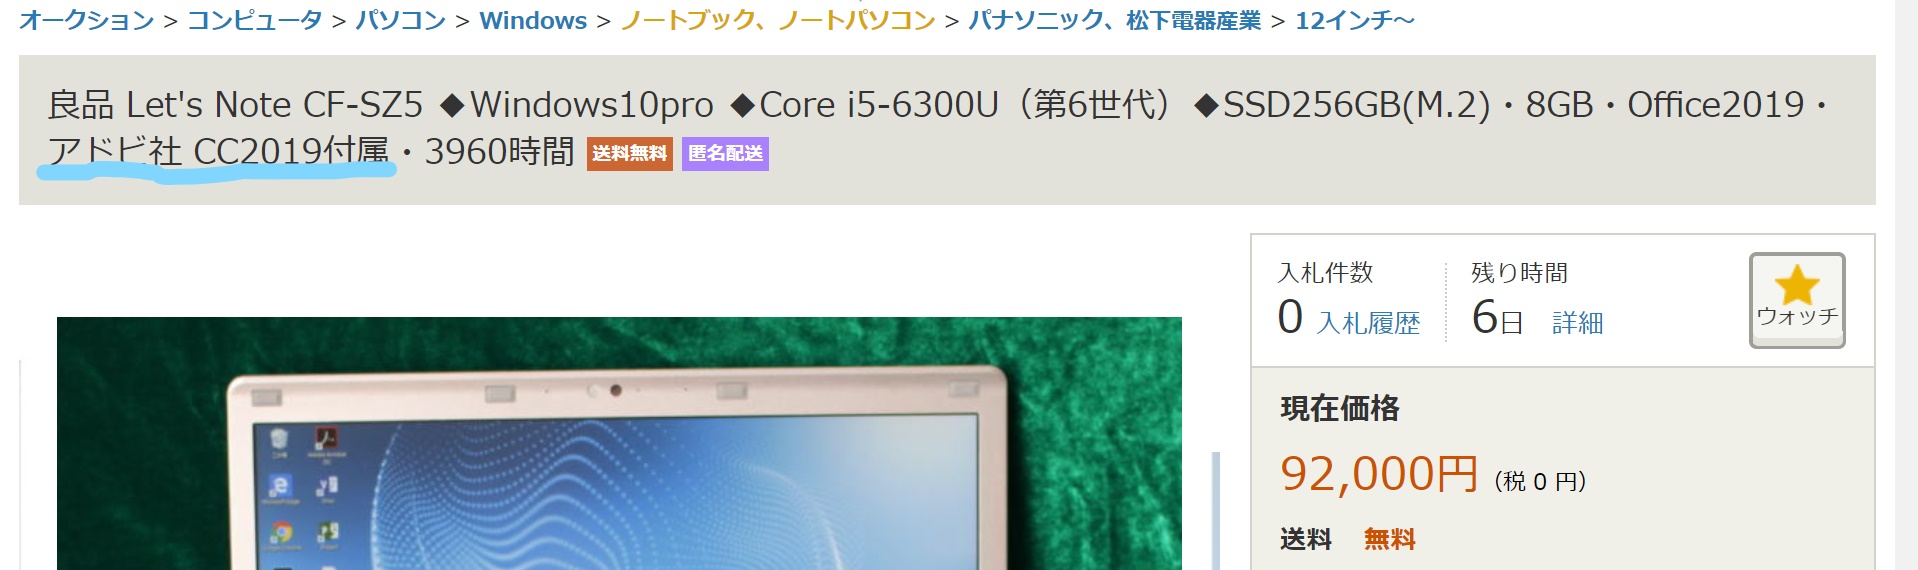 オークション > コンピュータ > パソコン > Windows > ノートブック、ノートパソコン > パナソニック、松下電器産業 > 12インチ～
良品 Let's Note CF-SZ5 ◆Windows10pro ◆Core i5-6300U（第6世代）◆SSD256GB(M.2)・8GB・Office2019・
アドビ社 CC2019付属・3960時間 送料無料 匿名配送
入札件数
0 入札履歴
残り時間
6日 詳細
ウォッチ
現在価格
92,000円（税 0 円）
送料 無料